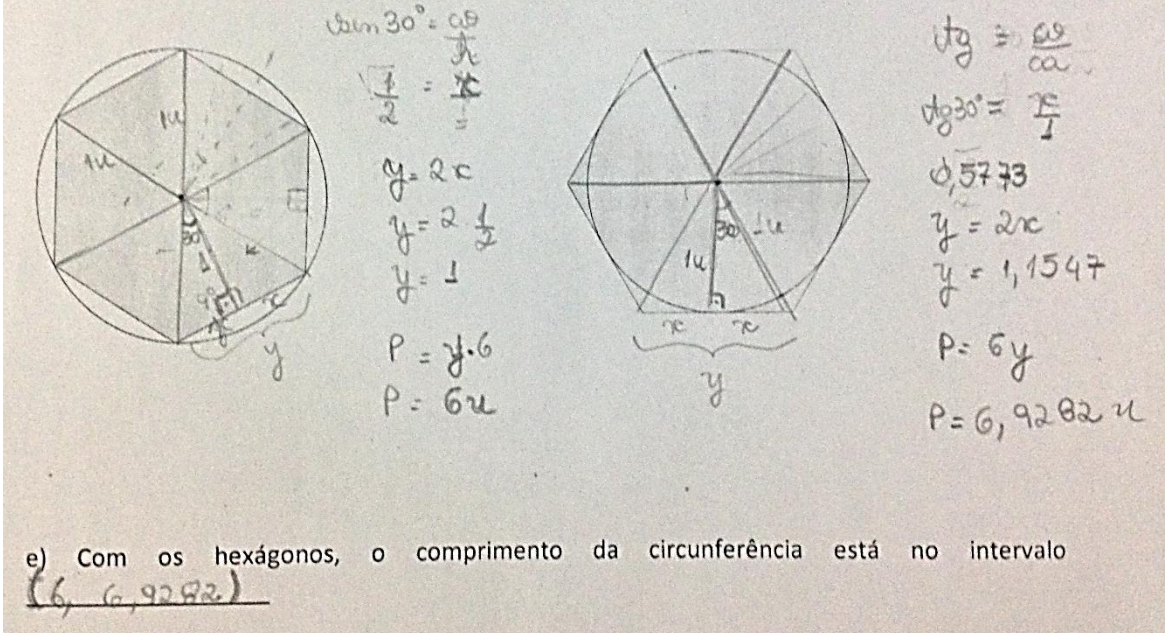 sen 30° = co/h
1/2 = x/1
y = 2x
y = 2 1/2
y = 1
P = y.6
P = 6u
1u
1u
30
1
x
x
y
1u
30
1u
x
x
y
tg = co/ca
tg30° = x/1
0,5773
y = 2x
y = 1,1547
P = 6y
P = 6,9282 u
e) Com os hexágonos, o comprimento da circunferência está no intervalo
(6, 6,9282)